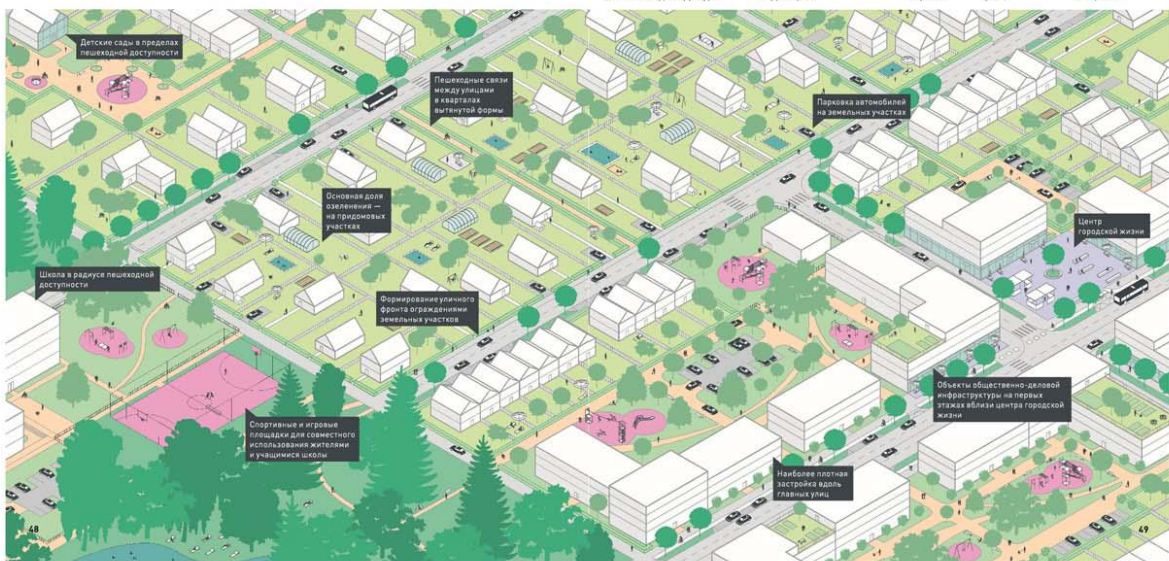 Детские сады в пределах
пешеходной доступности
Пешеходные связи
между улицами
в кварталах
вытянутой формы
Парковка автомобилей
на земельных участках
Основная доля
озеленения —
на придомовых
участках
Центр
городской жизни
Школа в радиусе пешеходной
доступности
Формирование уличного
фронта ограждениями
земельных участков
Объекты общественно-деловой
инфраструктуры на первых
этажах вблизи центра городской
жизни
Спортивные и игровые
площадки для совместного
использования жителями
и учащимися школы
Наиболее плотная
застройка вдоль
главных улиц
48
49